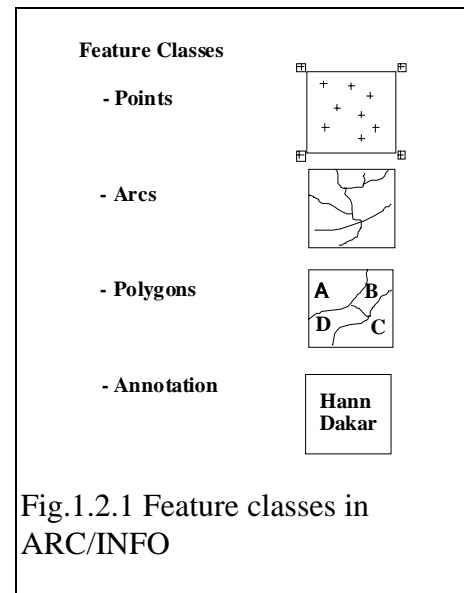 Feature Classes
- Points
- Arcs
- Polygons
A
B
D
C
- Annotation
Hann
Dakar
Fig.1.2.1 Feature classes in
ARC/INFO